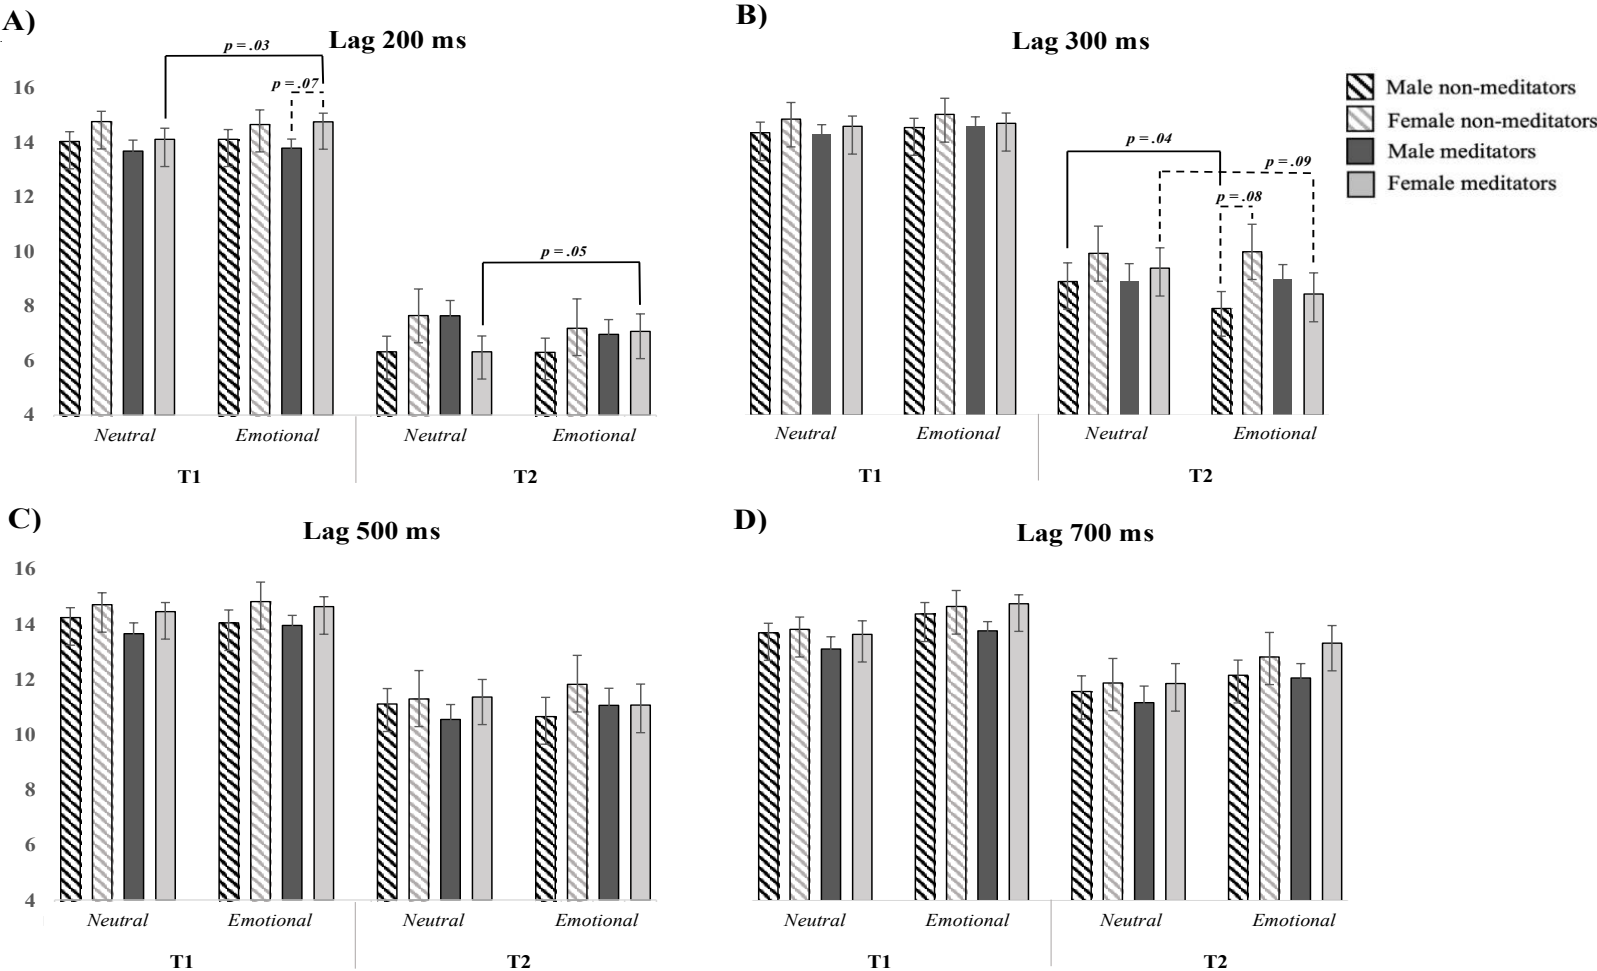 A)
Lag 200 ms
p = .03
p = .07
p = .05
16
14
12
10
8
6
4
Neutral Emotional Neutral Emotional
T1 T2
B)
Lag 300 ms
p = .04
p = .09
p = .08
Neutral Emotional Neutral Emotional
T1 T2
Male non-meditators
Female non-meditators
Male meditators
Female meditators
C)
Lag 500 ms
16
14
12
10
8
6
4
Neutral Emotional Neutral Emotional
T1 T2
D)
Lag 700 ms
Neutral Emotional Neutral Emotional
T1 T2